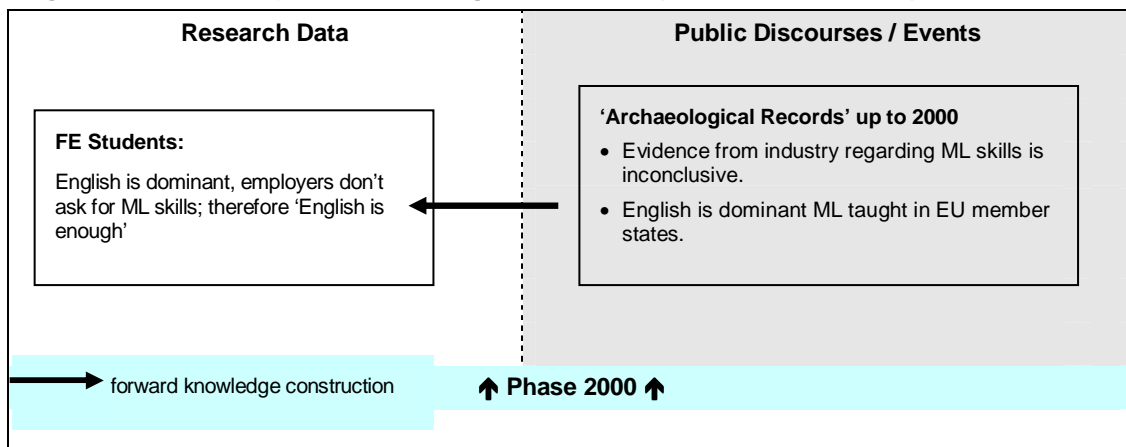 Research Data
Public Discourses / Events
FE Students:
English is dominant, employers don't
ask for ML skills; therefore 'English is
enough'
'Archaeological Records' up to 2000
• Evidence from industry regarding ML skills is
inconclusive.
• English is dominant ML taught in EU member
states.
forward knowledge construction
Phase 2000